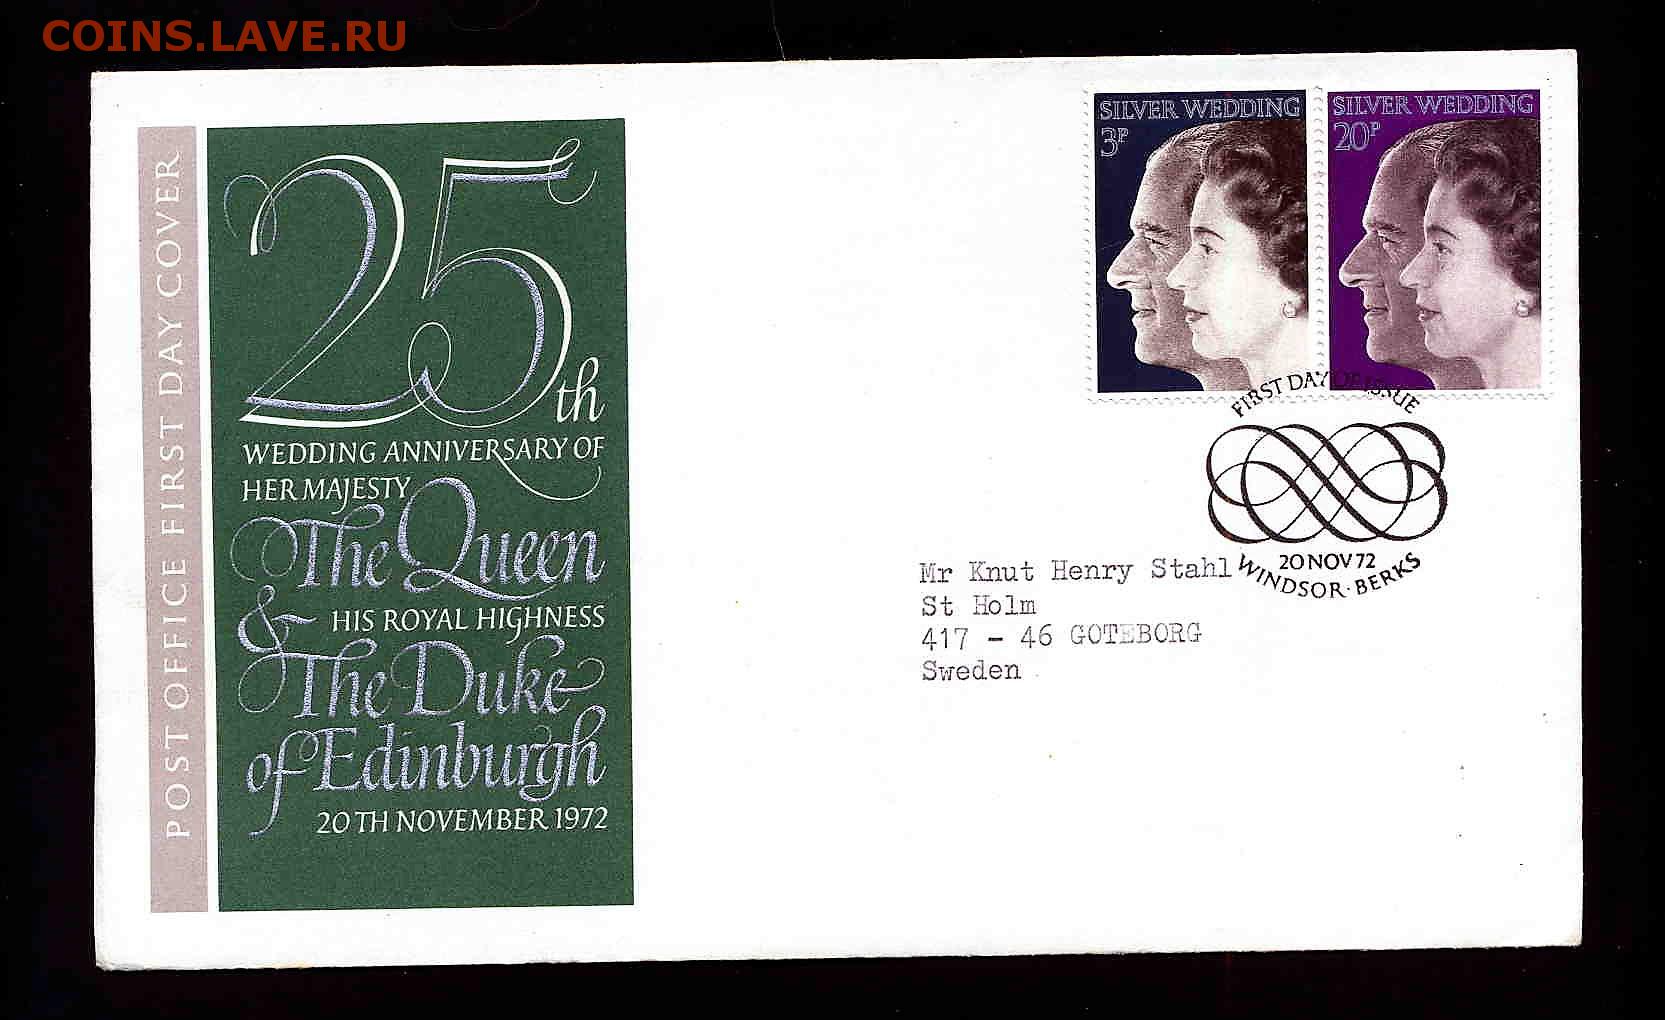 COINS.LAVE.RU
POST OFFICE FIRST DAY COVER
25th
WEDDING ANNIVERSARY OF
HER MAJESTY
The Queen
& HIS ROYAL HIGHNESS
The Duke
of Edinburgh
20TH NOVEMBER 1972
SILVER WEDDING
3P
SILVER WEDDING
20P
FIRST DAY OF ISSUE
20 NOV 72
WINDSOR · BERKS
Mr Knut Henry Stahl
St Holm
417 - 46 GOTEBORG
Sweden